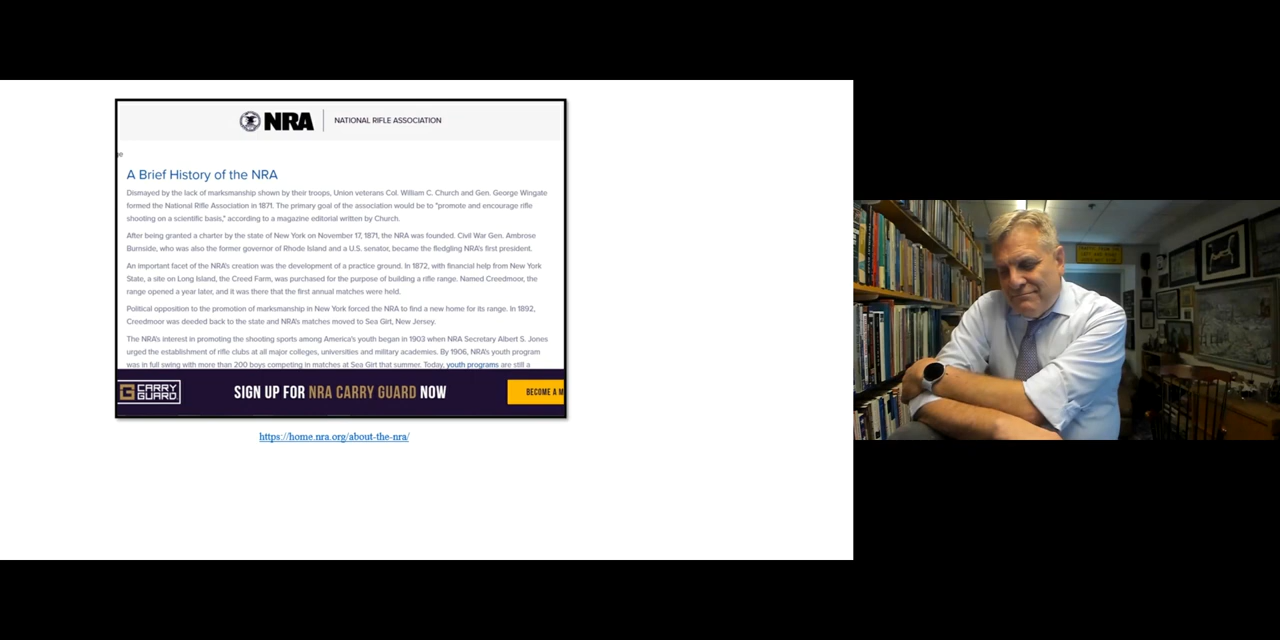 NRA
NATIONAL RIFLE ASSOCIATION
ge
A Brief History of the NRA
Dismayed by the lack of marksmanship shown by their troops, Union veterans Col. William C. Church and Gen. George Wingate
formed the National Rifle Association in 1871. The primary goal of the association would be to "promote and encourage rifle
shooting on a scientific basis," according to a magazine editorial written by Church.
After being granted a charter by the state of New York on November 17, 1871, the NRA was founded. Civil War Gen. Ambrose
Burnside, who was also the former governor of Rhode Island and a U.S. senator, became the fledgling NRA's first president.
An important facet of the NRA's creation was the development of a practice ground. In 1872, with financial help from New York
State, a site on Long Island, the Creed Farm, was purchased for the purpose of building a rifle range. Named Creedmoor, the
range opened a year later, and it was there that the first annual matches were held.
Political opposition to the promotion of marksmanship in New York forced the NRA to find a new home for its range. In 1892,
Creedmoor was deeded back to the state and NRA's matches moved to Sea Girt, New Jersey.
The NRA's interest in promoting the shooting sports among America's youth began in 1903 when NRA Secretary Albert S. Jones
urged the establishment of rifle clubs at all major colleges, universities and military academies. By 1906, NRA's youth program
was in full swing with more than 200 boys competing in matches at Sea Girt that summer. Today, youth programs are still a
CARRY
GUARD
SIGN UP FOR NRA CARRY GUARD NOW
BECOME A M
https://home.nra.org/about-the-nra/